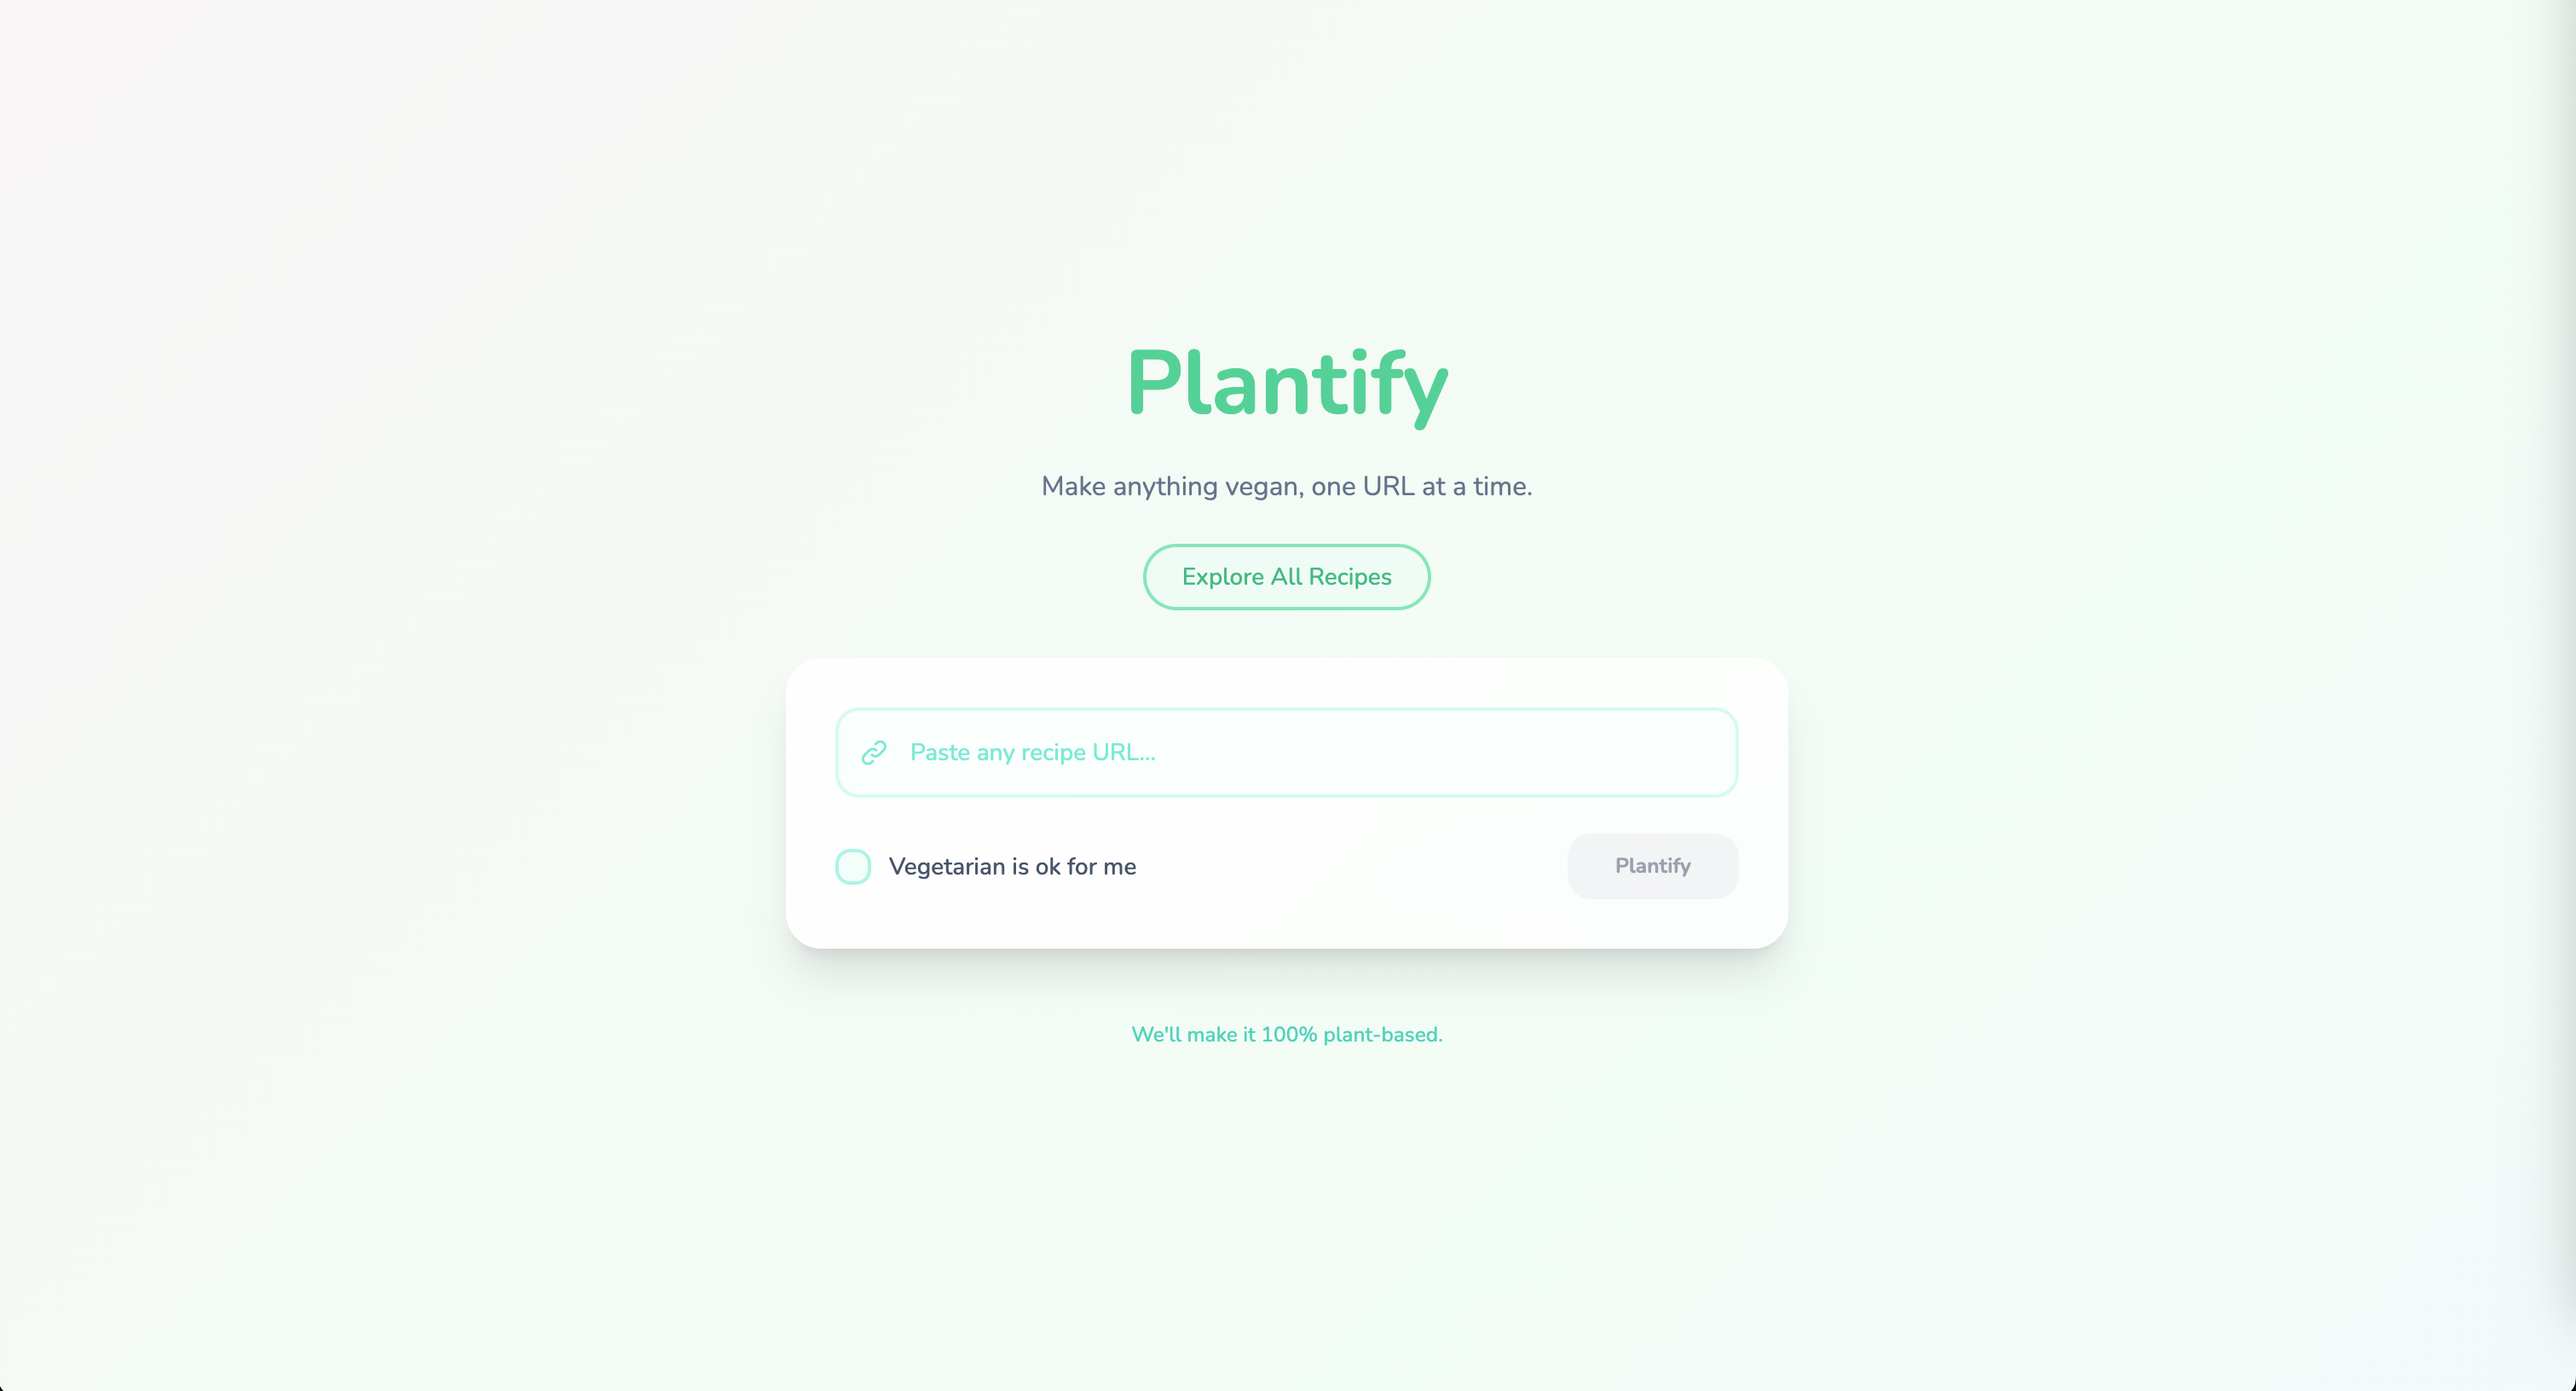 Plantify
Make anything vegan, one URL at a time.
Explore All Recipes
Paste any recipe URL...
Vegetarian is ok for me
Plantify
We'll make it 100% plant-based.